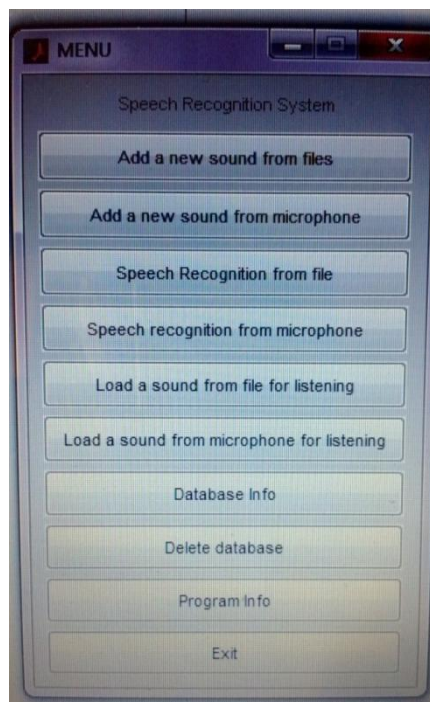 MENU
Speech Recognition System
Add a new sound from files
Add a new sound from microphone
Speech Recognition from file
Speech recognition from microphone
Load a sound from file for listening
Load a sound from microphone for listening
Database Info
Delete database
Program Info
Exit